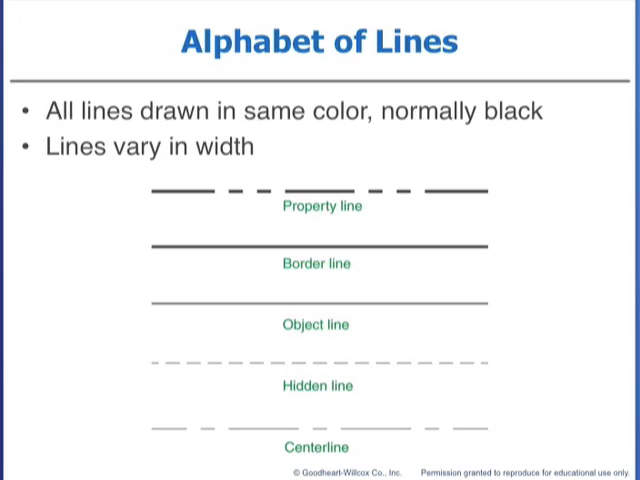 Alphabet of Lines
• All lines drawn in same color, normally black
• Lines vary in width
Property line
Border line
Object line
Hidden line
Centerline
© Goodheart-Willcox Co., Inc. Permission granted to reproduce for educational use only.